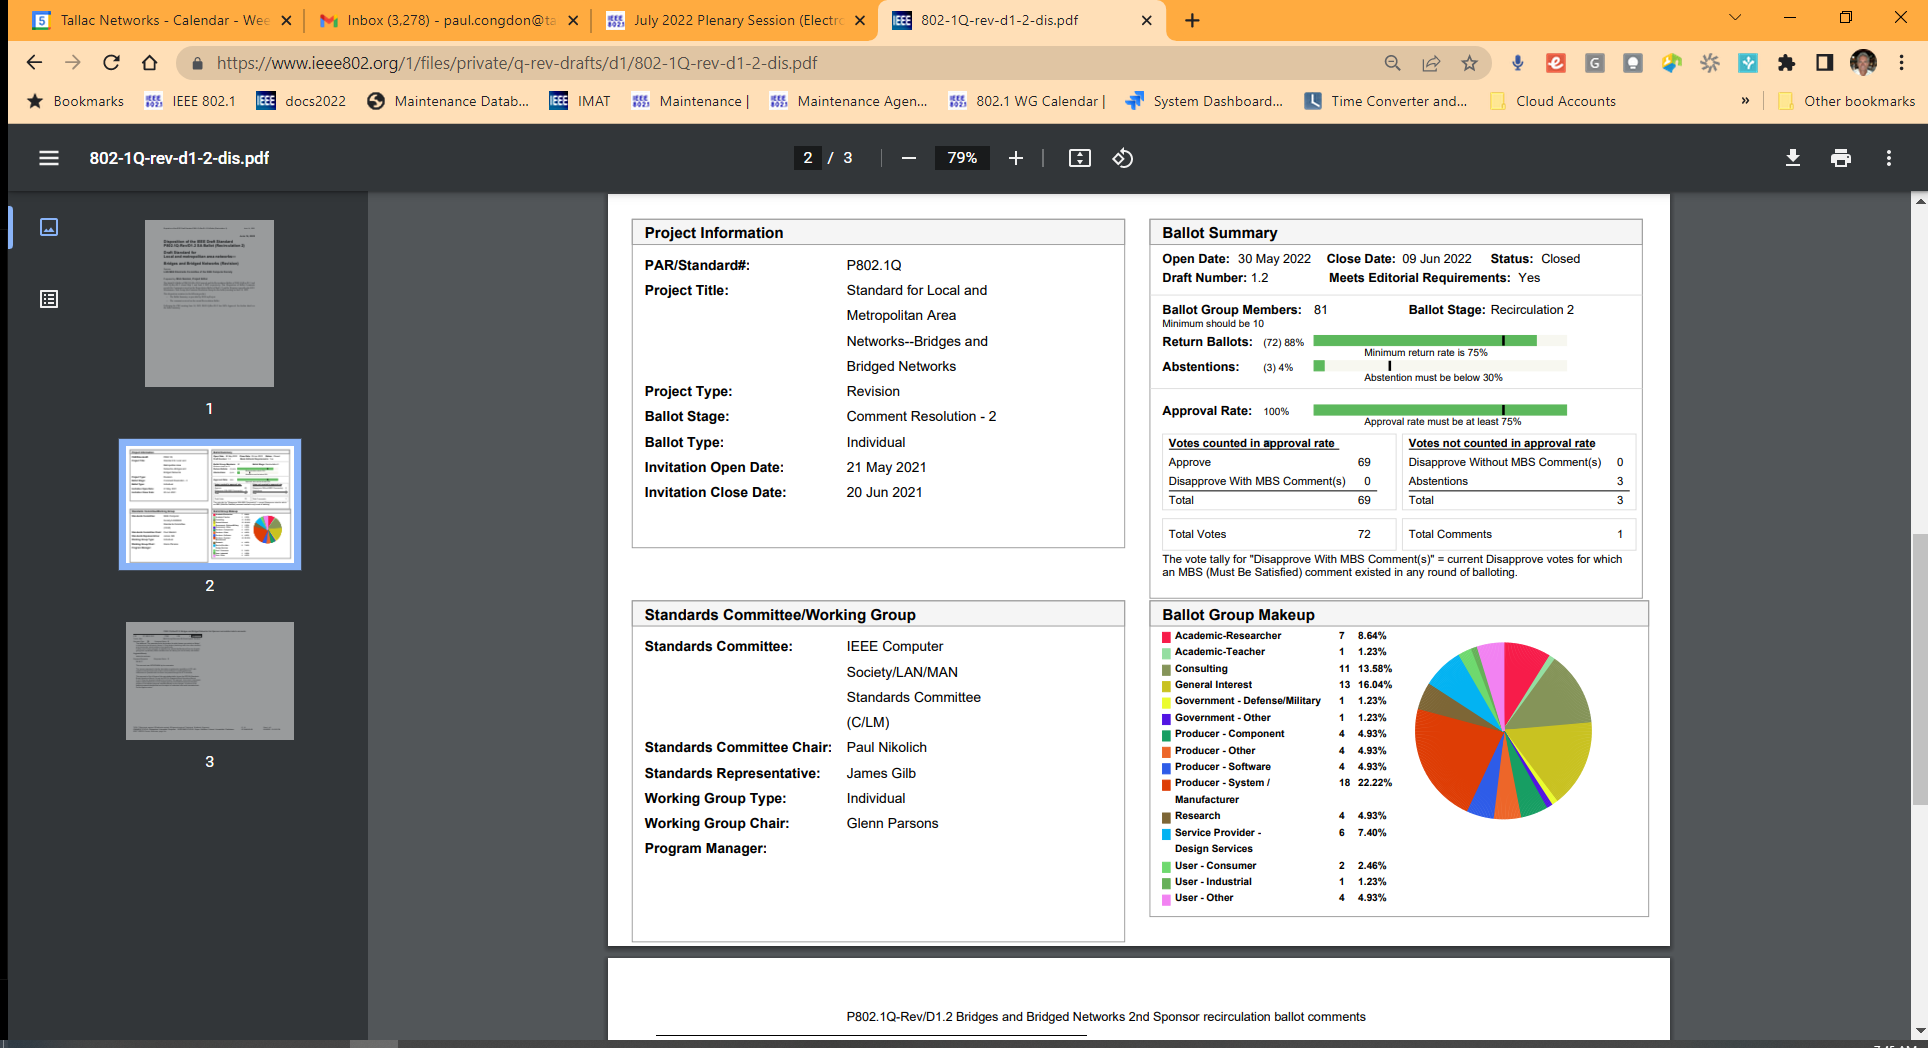 Tallac Networks - Calendar - Wee
Inbox (3,278) - paul.congdon@ta
July 2022 Plenary Session (Electro
802-1Q-rev-d1-2-dis.pdf
https://www.ieee802.org/1/files/private/q-rev-drafts/d1/802-1Q-rev-d1-2-dis.pdf
Bookmarks
IEEE 802.1
docs2022
Maintenance Datab...
IMAT
Maintenance |
Maintenance Agen...
802.1 WG Calendar |
System Dashboard...
Time Converter and...
Cloud Accounts
»
Other bookmarks
802-1Q-rev-d1-2-dis.pdf
2 / 3
79%
1
2
3
Project Information
PAR/Standard#: P802.1Q
Project Title: Standard for Local and
Metropolitan Area
Networks--Bridges and
Bridged Networks
Project Type: Revision
Ballot Stage: Comment Resolution - 2
Ballot Type: Individual
Invitation Open Date: 21 May 2021
Invitation Close Date: 20 Jun 2021
Ballot Summary
Open Date: 30 May 2022 Close Date: 09 Jun 2022 Status: Closed
Draft Number: 1.2 Meets Editorial Requirements: Yes
Ballot Group Members: 81 Ballot Stage: Recirculation 2
Minimum should be 10
Return Ballots: (72) 88%
Minimum return rate is 75%
Abstentions: (3) 4%
Abstention must be below 30%
Approval Rate: 100%
Approval rate must be at least 75%
Votes counted in approval rate
Approve 69
Disapprove With MBS Comment(s) 0
Total 69
Votes not counted in approval rate
Disapprove Without MBS Comment(s) 0
Abstentions 3
Total 3
Total Votes 72
Total Comments 1
The vote tally for "Disapprove With MBS Comment(s)" = current Disapprove votes for which
an MBS (Must Be Satisfied) comment existed in any round of balloting.
Standards Committee/Working Group
Standards Committee: IEEE Computer
Society/LAN/MAN
Standards Committee
(C/LM)
Standards Committee Chair: Paul Nikolich
Standards Representative: James Gilb
Working Group Type: Individual
Working Group Chair: Glenn Parsons
Program Manager:
Ballot Group Makeup
Academic-Researcher 7 8.64%
Academic-Teacher 1 1.23%
Consulting 11 13.58%
General Interest 13 16.04%
Government - Defense/Military 1 1.23%
Government - Other 1 1.23%
Producer - Component 4 4.93%
Producer - Other 4 4.93%
Producer - Software 4 4.93%
Producer - System / 18 22.22%
Manufacturer
Research 4 4.93%
Service Provider - 6 7.40%
Design Services
User - Consumer 2 2.46%
User - Industrial 1 1.23%
User - Other 4 4.93%
P802.1Q-Rev/D1.2 Bridges and Bridged Networks 2nd Sponsor recirculation ballot comments